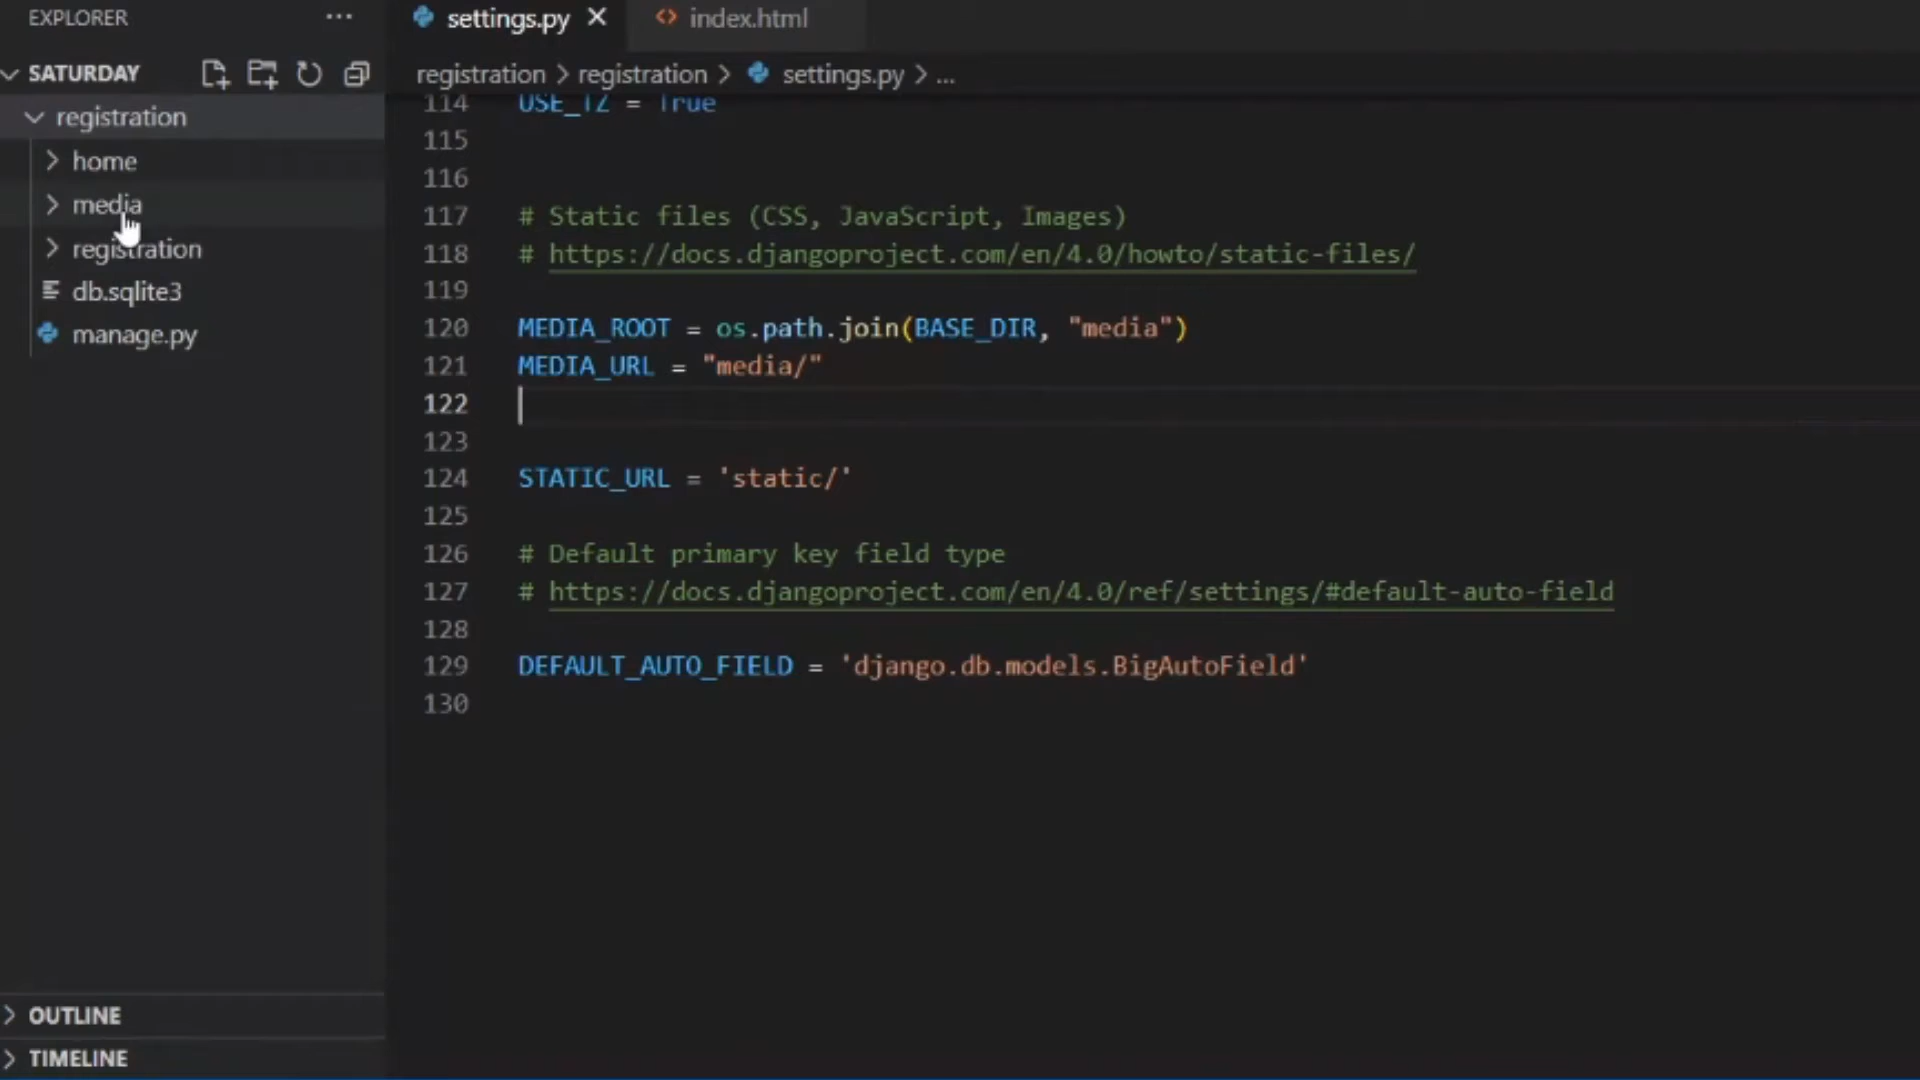 EXPLORER ...
SATURDAY
registration
home
media
registration
db.sqlite3
manage.py
OUTLINE
TIMELINE
settings.py
index.html
registration > registration > settings.py > ...
114 USE_TZ = True
115
116
117 # Static files (CSS, JavaScript, Images)
118 # https://docs.djangoproject.com/en/4.0/howto/static-files/
119
120 MEDIA_ROOT = os.path.join(BASE_DIR, "media")
121 MEDIA_URL = "media/"
122
123
124 STATIC_URL = 'static/'
125
126 # Default primary key field type
127 # https://docs.djangoproject.com/en/4.0/ref/settings/#default-auto-field
128
129 DEFAULT_AUTO_FIELD = 'django.db.models.BigAutoField'
130